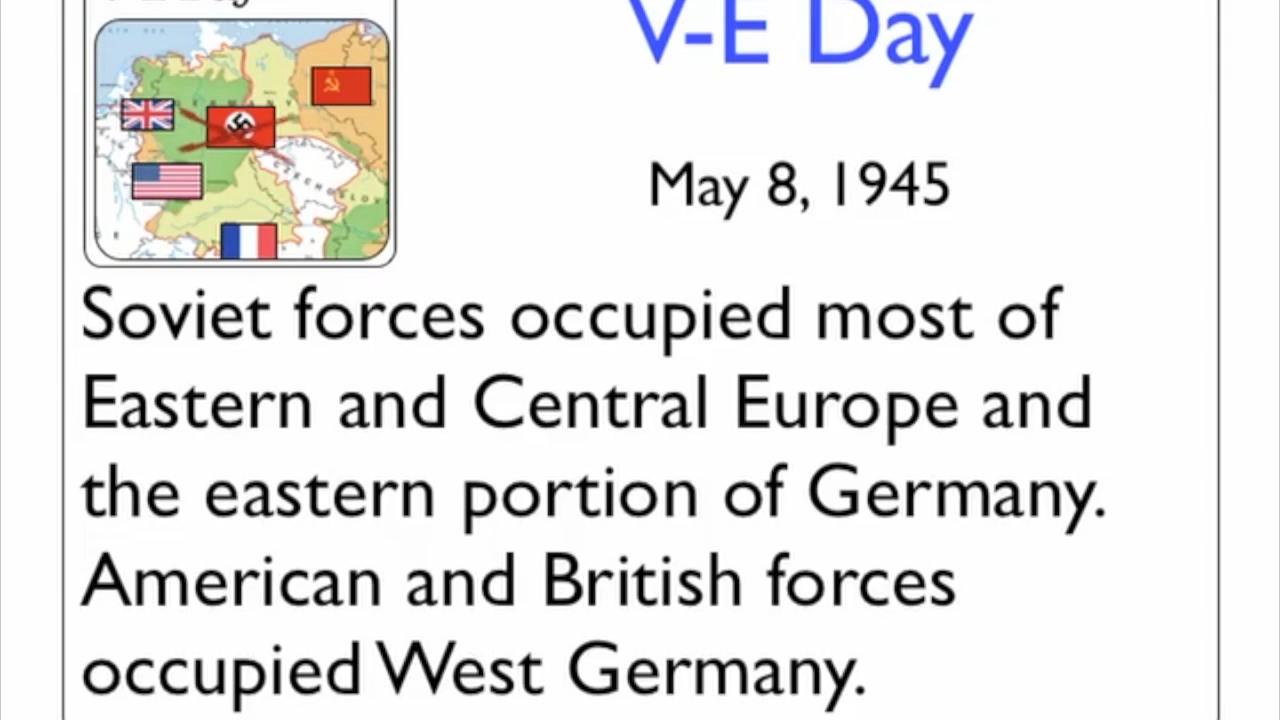 V-E Day
May 8, 1945
Soviet forces occupied most of
Eastern and Central Europe and
the eastern portion of Germany.
American and British forces
occupied West Germany.